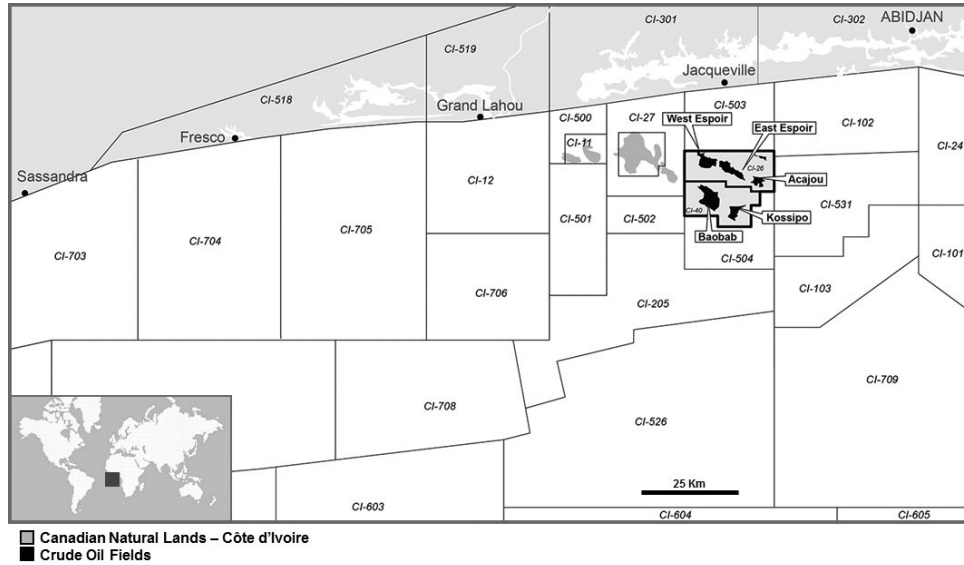 CI-301
CI-302
ABIDJAN
CI-519
Jacqueville
CI-518
CI-503
Grand Lahou
CI-500
CI-27
West Espoir
East Espoir
CI-102
Fresco
CI-11
CI-24
CI-26
Sassandra
CI-12
Acajou
CI-40
Kossipo
CI-531
CI-501
CI-502
Baobab
CI-703
CI-704
CI-705
CI-504
CI-101
CI-706
CI-205
CI-103
CI-708
CI-709
CI-526
25 Km
CI-603
CI-604
CI-605
Canadian Natural Lands – Côte d'Ivoire
Crude Oil Fields